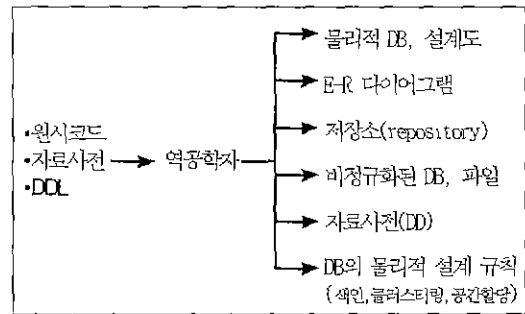 물리적 DB, 설계도
E-R 다이어그램
•원시코드
•자료사전
•DDL
역공학자
저장소(repository)
비정규화된 DB, 파일
자료사전(DD)
DB의 물리적 설계 규칙
(색인,클러스터링,공간할당)